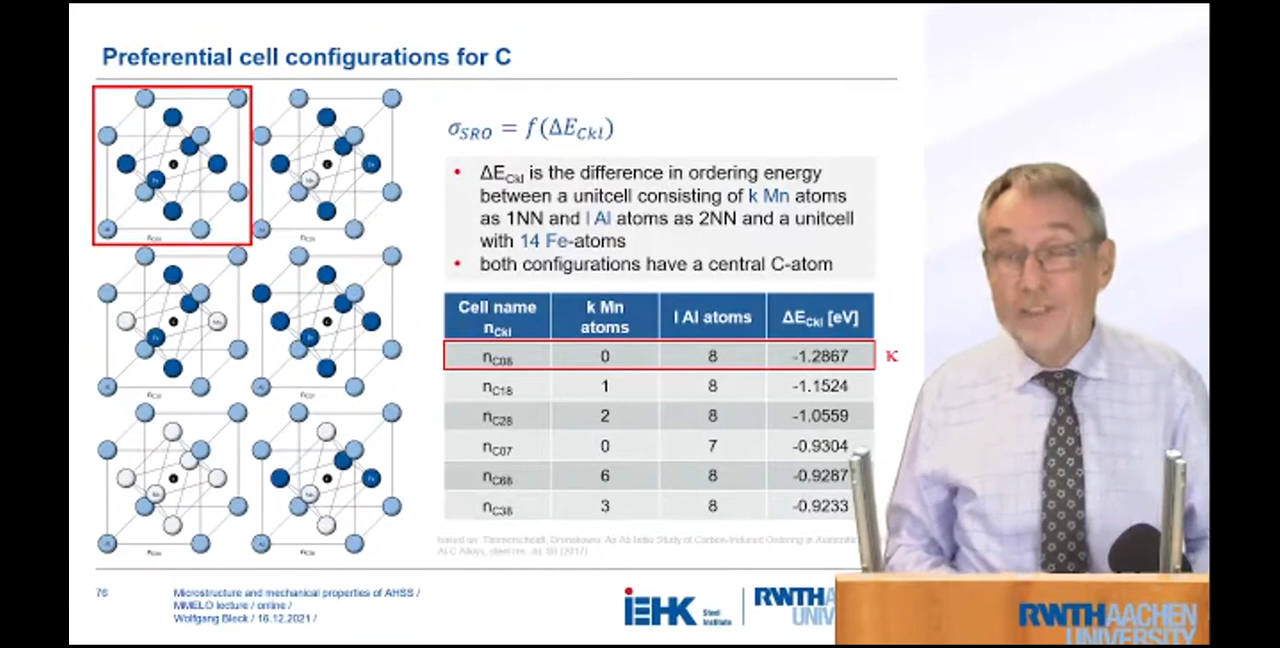 Preferential cell configurations for C
σSRO = f(ΔECkl)
• ΔECkl is the difference in ordering energy
between a unitcell consisting of k Mn atoms
as 1NN and l Al atoms as 2NN and a unitcell
with 14 Fe-atoms
• both configurations have a central C-atom
Cell name nCkl | k Mn atoms | l Al atoms | ΔECkl [eV]
nC08 0 8 -1.2867 κ
nC18 1 8 -1.1524
nC28 2 8 -1.0559
nC07 0 7 -0.9304
nC68 6 8 -0.9287
nC38 3 8 -0.9233
76
Microstructure and mechanical properties of AHSS /
MMELO lecture / online /
Wolfgang Bleck / 16.12.2021 /
IEHK Steel Institute
RWTHAACHEN
UNIVERSITY